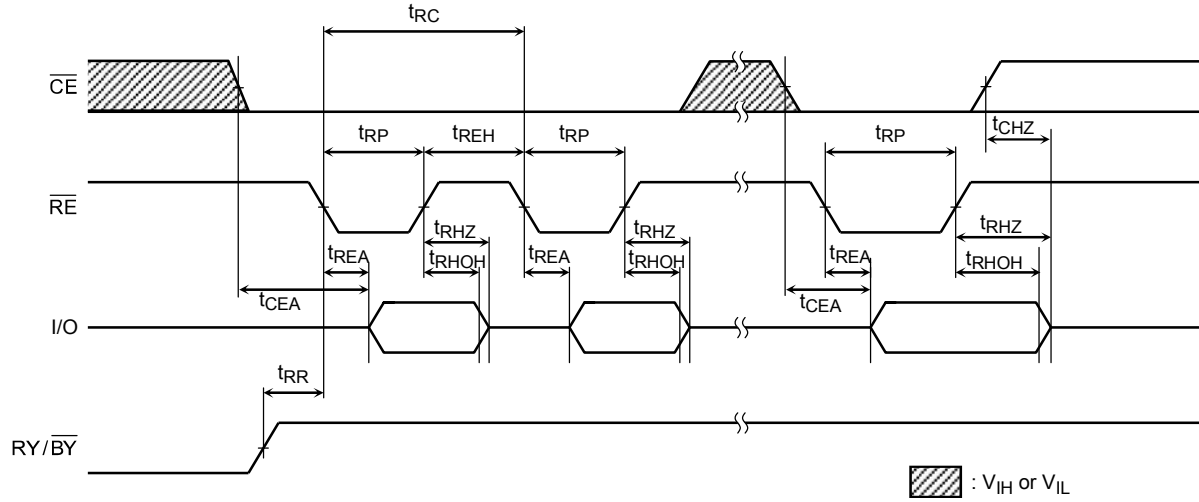 tRC
CE
tRP tREH tRP tRP tCHZ
RE
tRHZ tRHZ tRHZ
tREA tRHOH tREA tRHOH tREA tRHOH
tCEA tCEA
I/O
tRR
RY/BY
: VIH or VIL